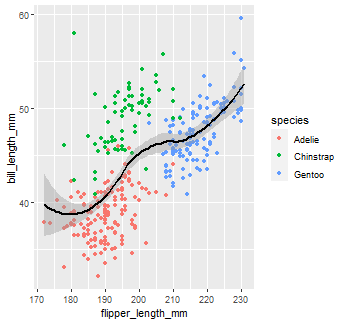 60
50
40
bill_length_mm
170 180 190 200 210 220 230
flipper_length_mm
species
Adelie
Chinstrap
Gentoo